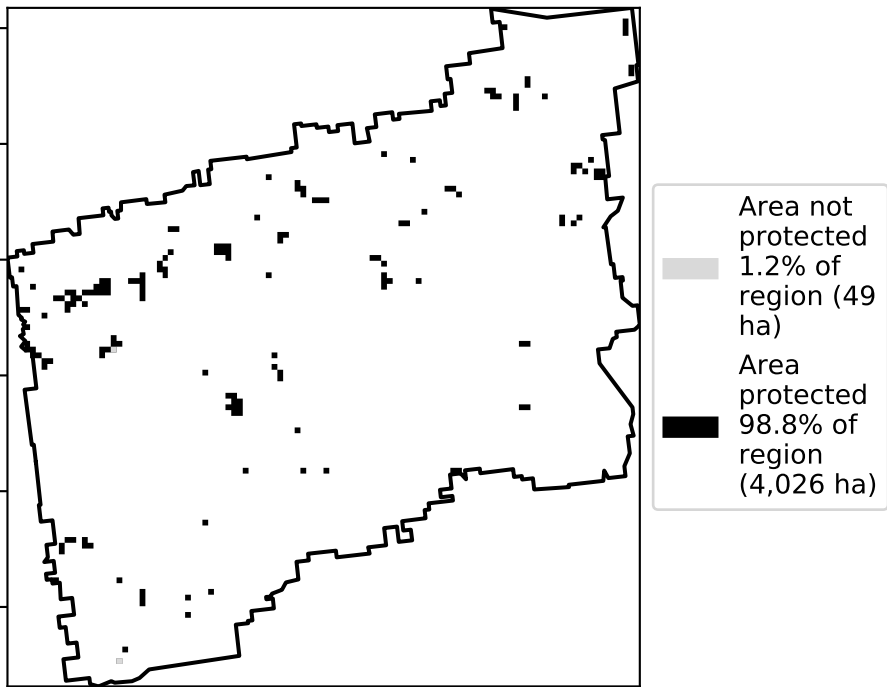 Area not
protected
1.2% of
region (49
ha)
Area
protected
98.8% of
region
(4,026 ha)